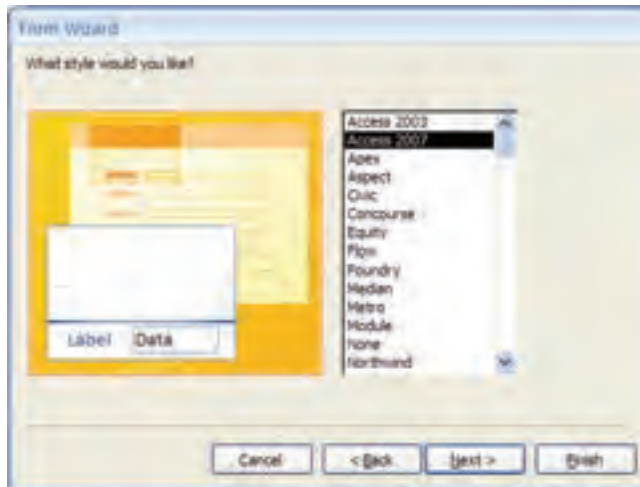 Form Wizard
What style would you like?
Access 2003
Access 2007
Apex
Aspect
Civic
Concourse
Equity
Flow
Foundry
Median
Metro
Module
None
Northwind
Label Data
Cancel
< Back
Next >
Finish